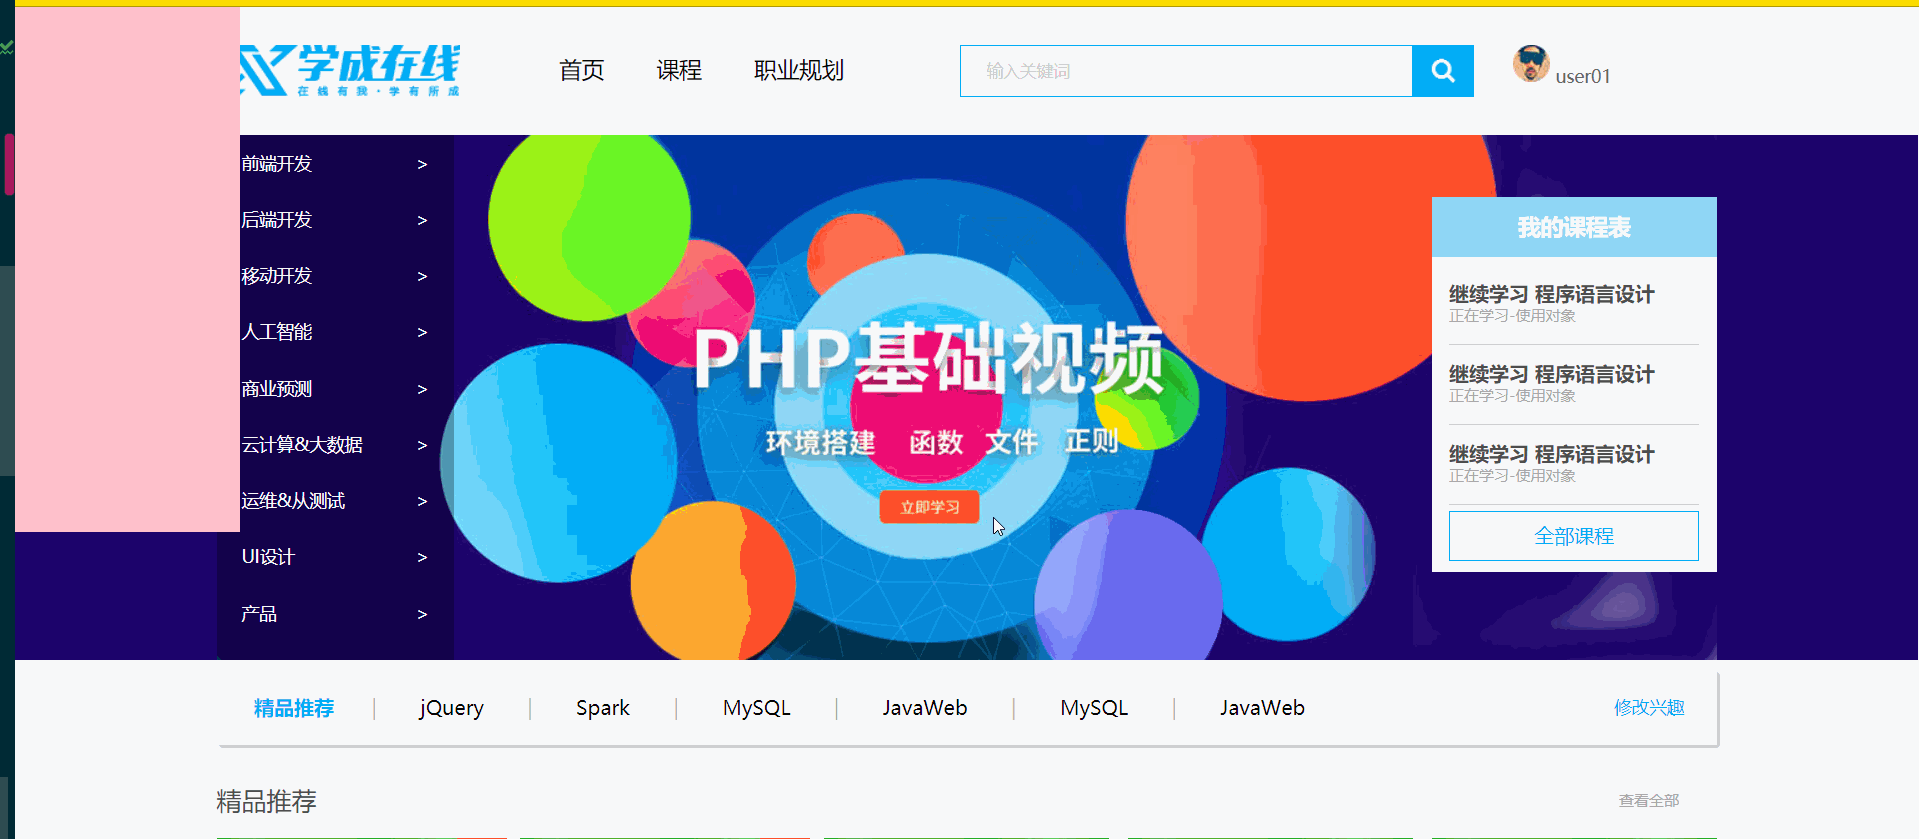 学成在线
在线有我·学有所成
首页 课程 职业规划
输入关键词
user01
前端开发 >
后端开发 >
移动开发 >
人工智能 >
商业预测 >
云计算&大数据 >
运维&从测试 >
UI设计 >
产品 >
PHP基础视频
环境搭建 函数 文件 正则
立即学习
我的课程表
继续学习 程序语言设计
正在学习-使用对象
继续学习 程序语言设计
正在学习-使用对象
继续学习 程序语言设计
正在学习-使用对象
全部课程
精品推荐 | jQuery | Spark | MySQL | JavaWeb | MySQL | JavaWeb 修改兴趣
精品推荐 查看全部